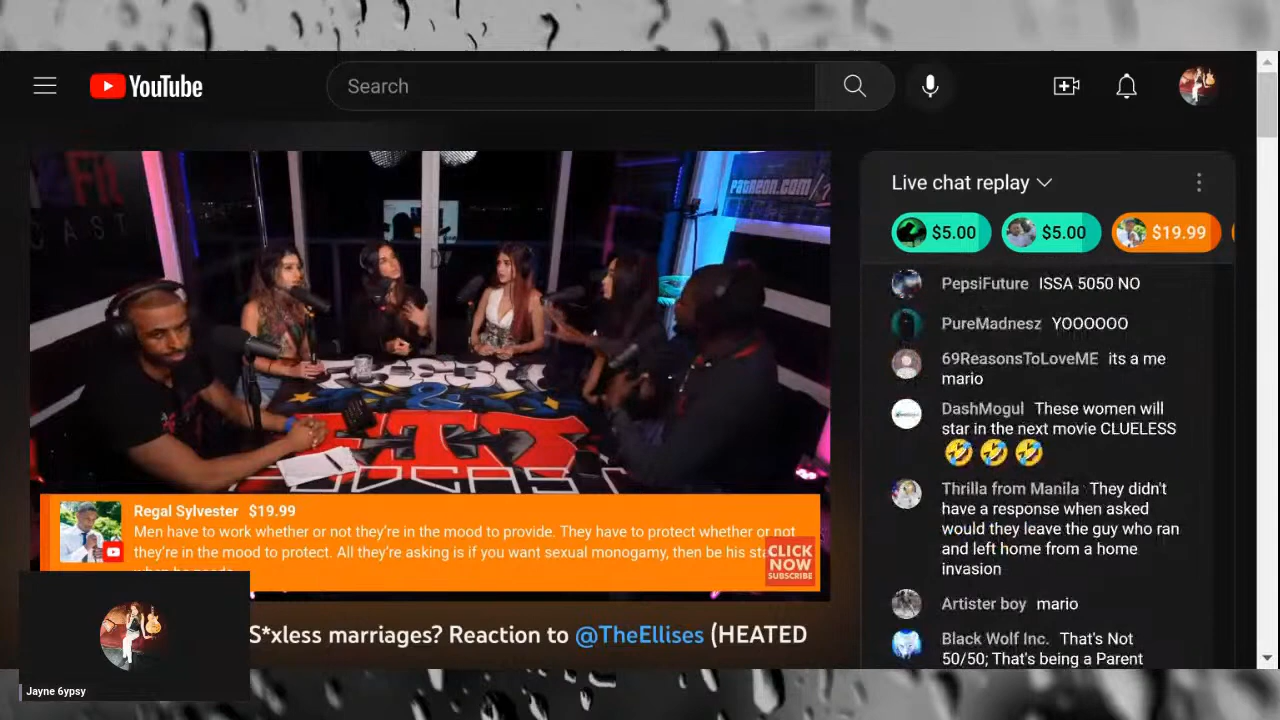 YouTube
Search
Live chat replay
$5.00
$5.00
$19.99
Fit
CAST
Patreon.com/
FIT
PODCAST
PepsiFuture ISSA 5050 NO
PureMadnesz YOOOOOO
69ReasonsToLoveME its a me
mario
DashMogul These women will
star in the next movie CLUELESS
🤣🤣🤣
Thrilla from Manila They didn't
have a response when asked
would they leave the guy who ran
and left home from a home
invasion
Artister boy mario
Black Wolf Inc. That's Not
50/50; That's being a Parent
Regal Sylvester $19.99
Men have to work whether or not they're in the mood to provide. They have to protect whether or not
they're in the mood to protect. All they're asking is if you want sexual monogamy, then be his
CLICK
NOW
SUBSCRIBE
S*xless marriages? Reaction to @TheEllises (HEATED
Jayne 6ypsy